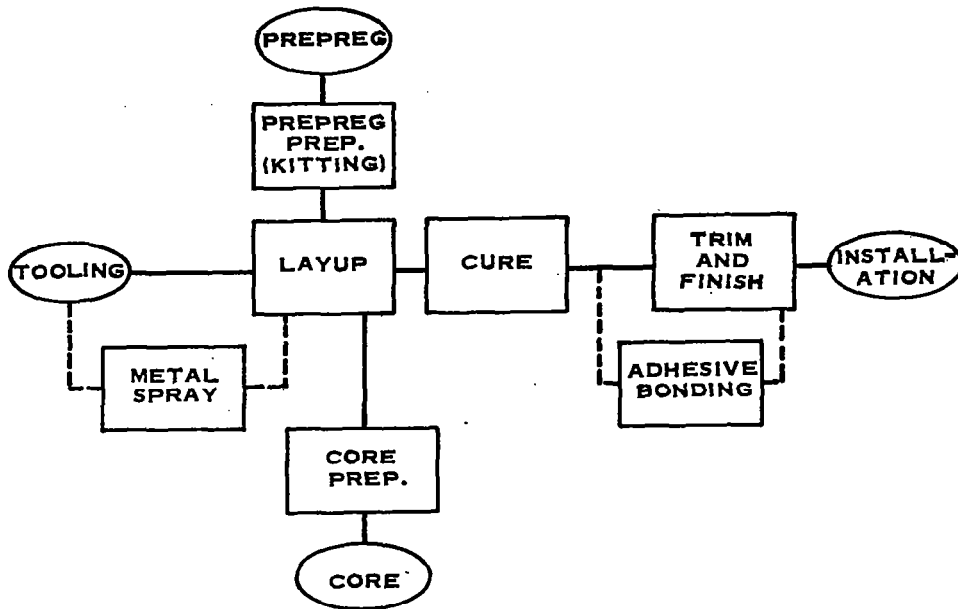 PREPREG
PREPREG
PREP.
(KITTING)
TOOLING
LAYUP
CURE
TRIM
AND
FINISH
INSTALL-
ATION
METAL
SPRAY
ADHESIVE
BONDING
CORE
PREP.
CORE